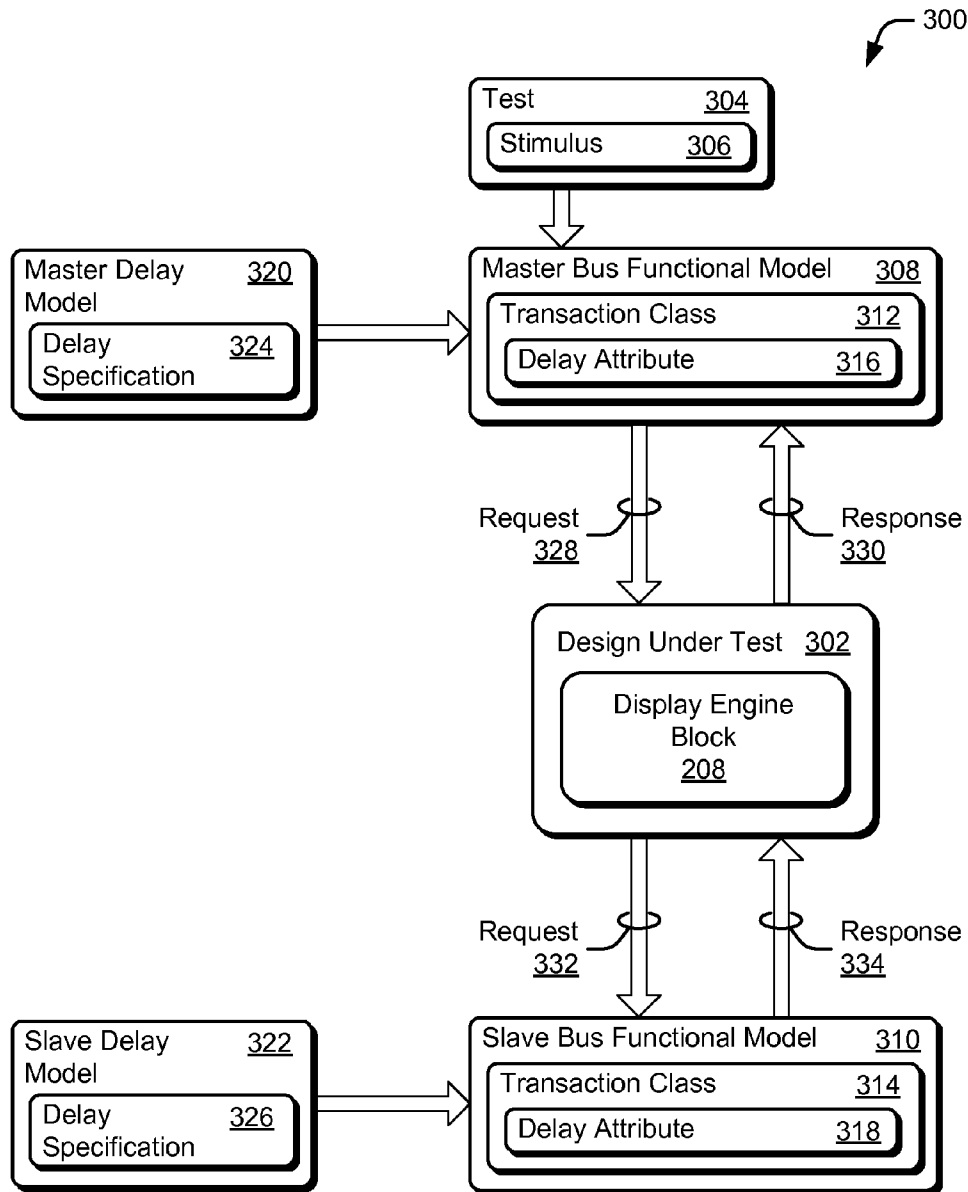 300
Test 304
Stimulus 306
Master Delay 320
Model
Delay 324
Specification
Master Bus Functional Model 308
Transaction Class 312
Delay Attribute 316
Request
328
Response
330
Design Under Test 302
Display Engine
Block
208
Request
332
Response
334
Slave Delay 322
Model
Delay 326
Specification
Slave Bus Functional Model 310
Transaction Class 314
Delay Attribute 318